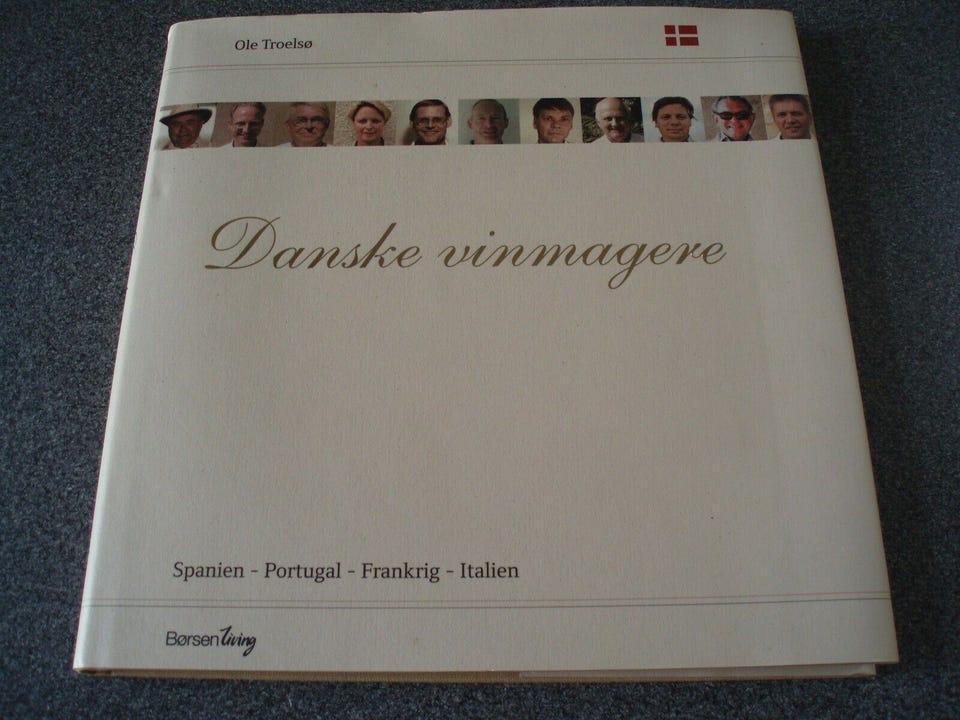 Ole Troelsø
Danske vinmagere
Spanien - Portugal - Frankrig - Italien
Børsen Living